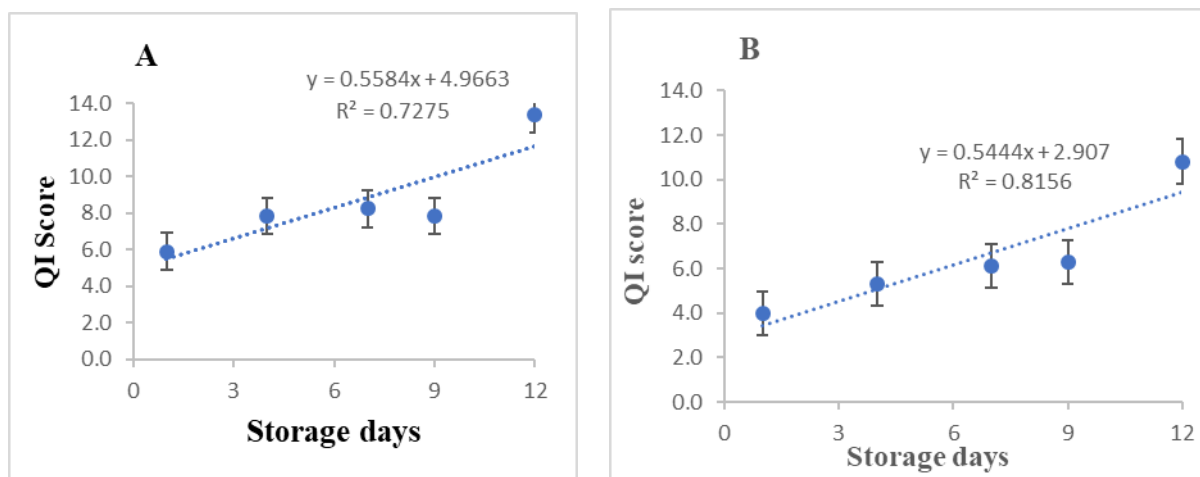 A
y = 0.5584x + 4.9663
R² = 0.7275
14.0
12.0
10.0
8.0
6.0
4.0
2.0
0.0
QI Score
0 3 6 9 12
Storage days
B
y = 0.5444x + 2.907
R² = 0.8156
14.0
12.0
10.0
8.0
6.0
4.0
2.0
0.0
QI score
0 3 6 9 12
Storage days